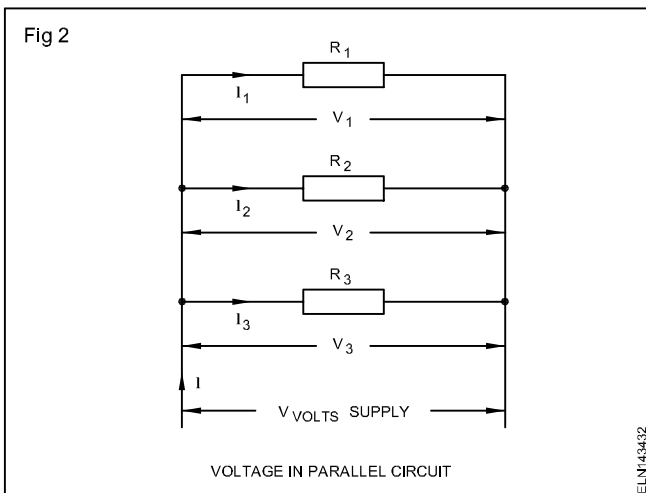 Fig 2
R1
I1
V1
R2
I2
V2
R3
I3
V3
I
V VOLTS SUPPLY
VOLTAGE IN PARALLEL CIRCUIT
ELN143432